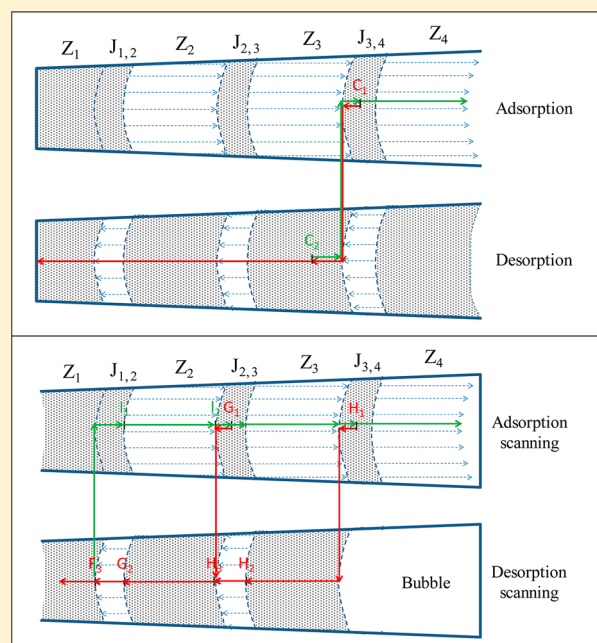 Z1 J1,2 Z2 J2,3 Z3 J3,4 Z4
C1
Adsorption
C2
Desorption
Z1 J1,2 Z2 J2,3 Z3 J3,4 Z4
I1 I2 G1 H1
Adsorption
scanning
F3 G2 H3 H2
Bubble
Desorption
scanning